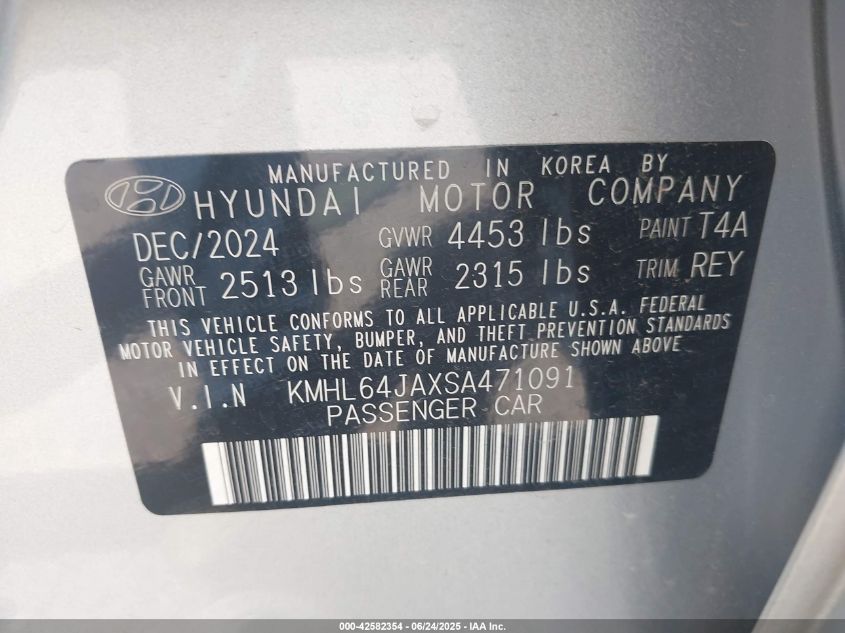 MANUFACTURED IN KOREA BY
HYUNDAI MOTOR COMPANY
DEC/2024 GVWR 4453 lbs PAINT T4A
GAWR FRONT 2513 lbs GAWR REAR 2315 lbs TRIM REY
THIS VEHICLE CONFORMS TO ALL APPLICABLE U.S.A. FEDERAL
MOTOR VEHICLE SAFETY, BUMPER, AND THEFT PREVENTION STANDARDS
IN EFFECT ON THE DATE OF MANUFACTURE SHOWN ABOVE
V.I.N KMHL64JAXSA471091
PASSENGER CAR
000-42582354 - 06/24/2025 - IAA Inc.